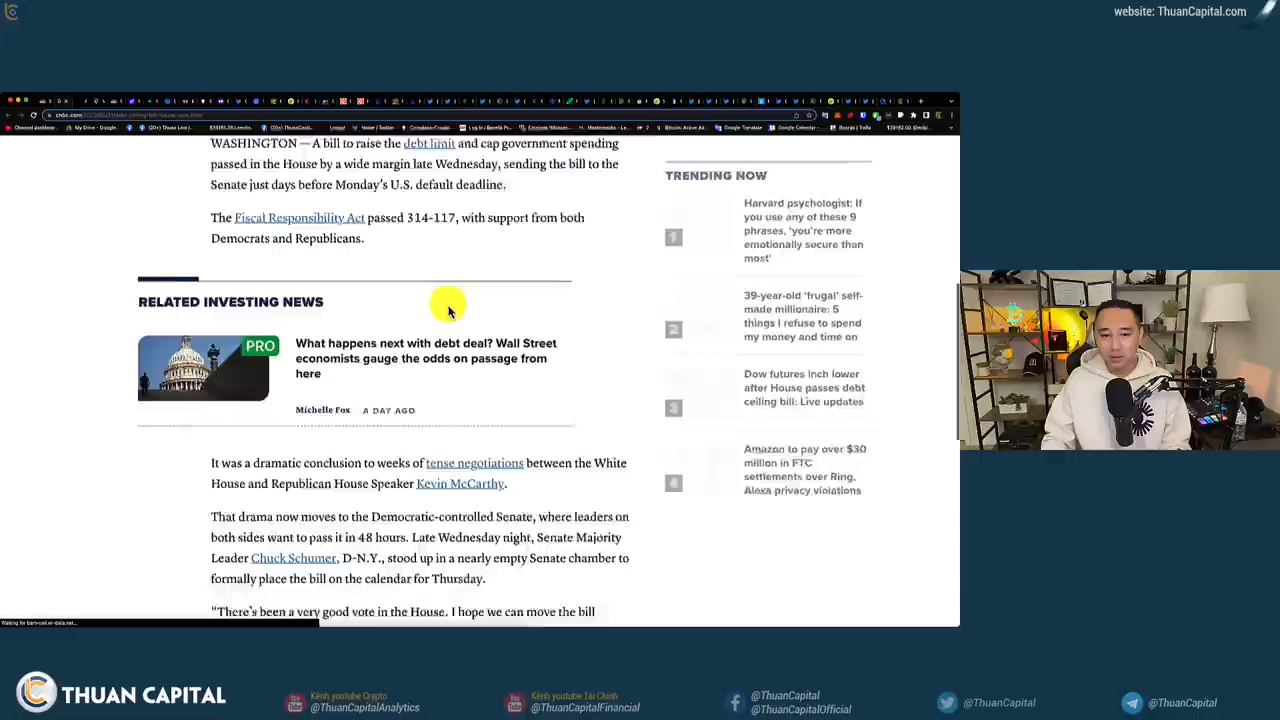 website: ThuanCapital.com
WASHINGTON — A bill to raise the debt limit and cap government spending
passed in the House by a wide margin late Wednesday, sending the bill to the
Senate just days before Monday's U.S. default deadline.
The Fiscal Responsibility Act passed 314-117, with support from both
Democrats and Republicans.
RELATED INVESTING NEWS
PRO
What happens next with debt deal? Wall Street
economists gauge the odds on passage from
here
Michelle Fox A DAY AGO
It was a dramatic conclusion to weeks of tense negotiations between the White
House and Republican House Speaker Kevin McCarthy.
That drama now moves to the Democratic-controlled Senate, where leaders on
both sides want to pass it in 48 hours. Late Wednesday night, Senate Majority
Leader Chuck Schumer, D-N.Y., stood up in a nearly empty Senate chamber to
formally place the bill on the calendar for Thursday.
“There's been a very good vote in the House. I hope we can move the bill
TRENDING NOW
1
Harvard psychologist: If
you use any of these 9
phrases, 'you're more
emotionally secure than
most'
2
39-year-old 'frugal' self-
made millionaire: 5
things I refuse to spend
my money and time on
3
Dow futures inch lower
after House passes debt
ceiling bill: Live updates
4
Amazon to pay over $30
million in FTC
settlements over Ring,
Alexa privacy violations
THUAN CAPITAL
Kênh youtube Crypto
@ThuanCapitalAnalytics
Kênh youtube Tài Chính
@ThuanCapitalFinancial
@ThuanCapital
@ThuanCapitalOfficial
@ThuanCapital
@ThuanCapital